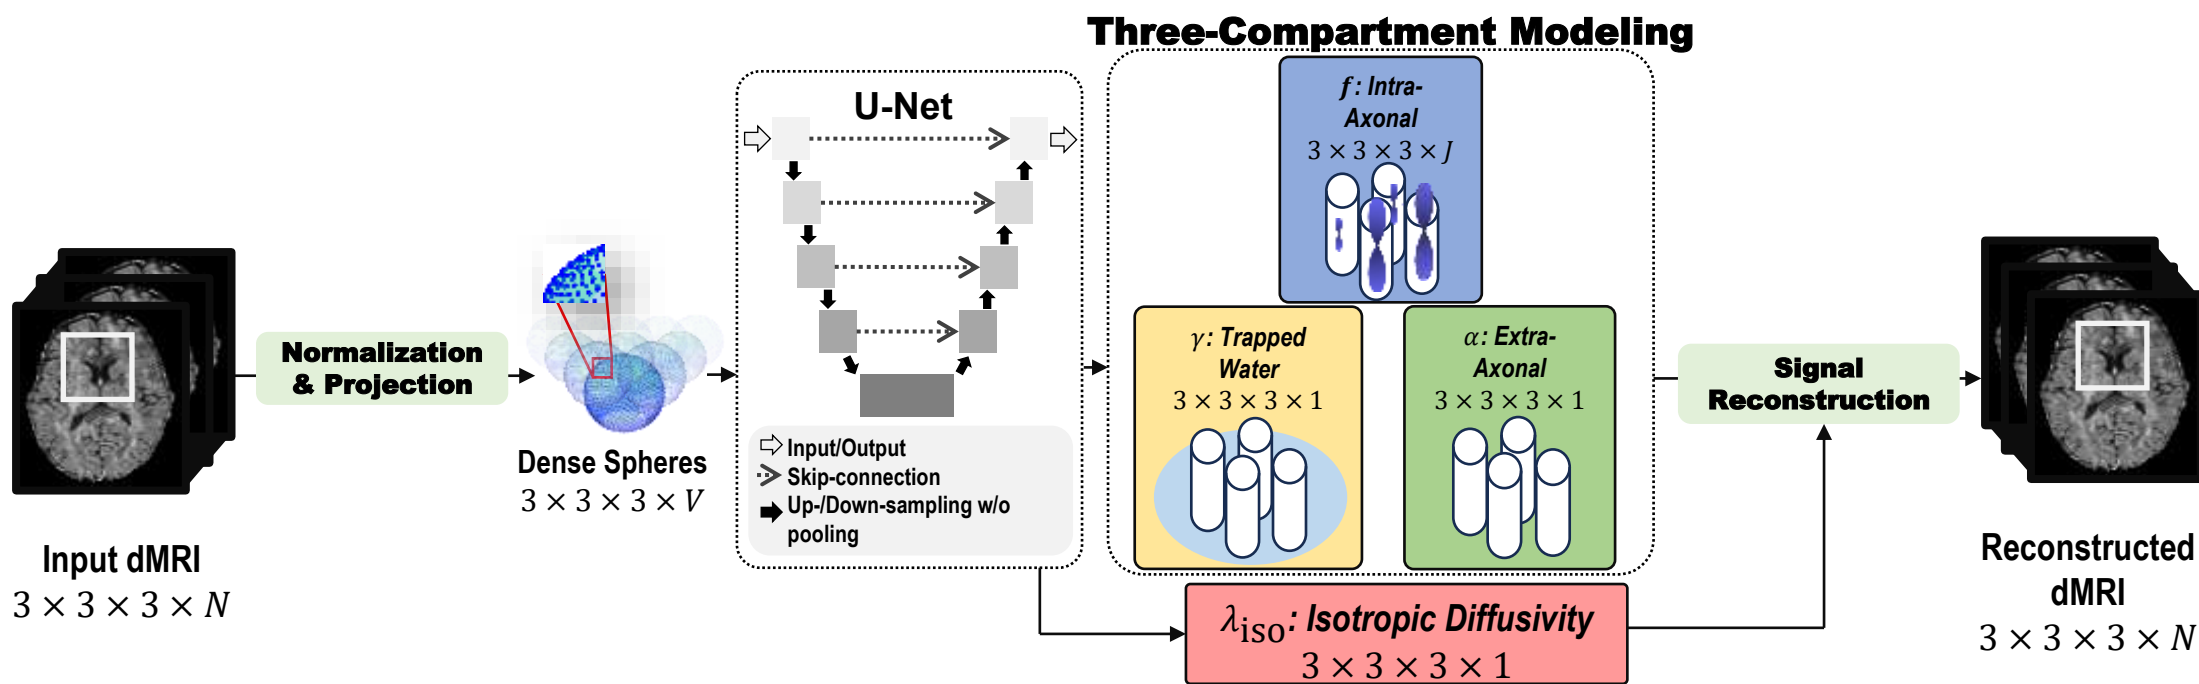 Three-Compartment Modeling
Input dMRI
3 × 3 × 3 × N
Normalization
& Projection
Dense Spheres
3 × 3 × 3 × V
U-Net
Input/Output
Skip-connection
Up-/Down-sampling w/o
pooling
f: Intra-
Axonal
3 × 3 × 3 × J
γ: Trapped
Water
3 × 3 × 3 × 1
α: Extra-
Axonal
3 × 3 × 3 × 1
λiso: Isotropic Diffusivity
3 × 3 × 3 × 1
Signal
Reconstruction
Reconstructed
dMRI
3 × 3 × 3 × N